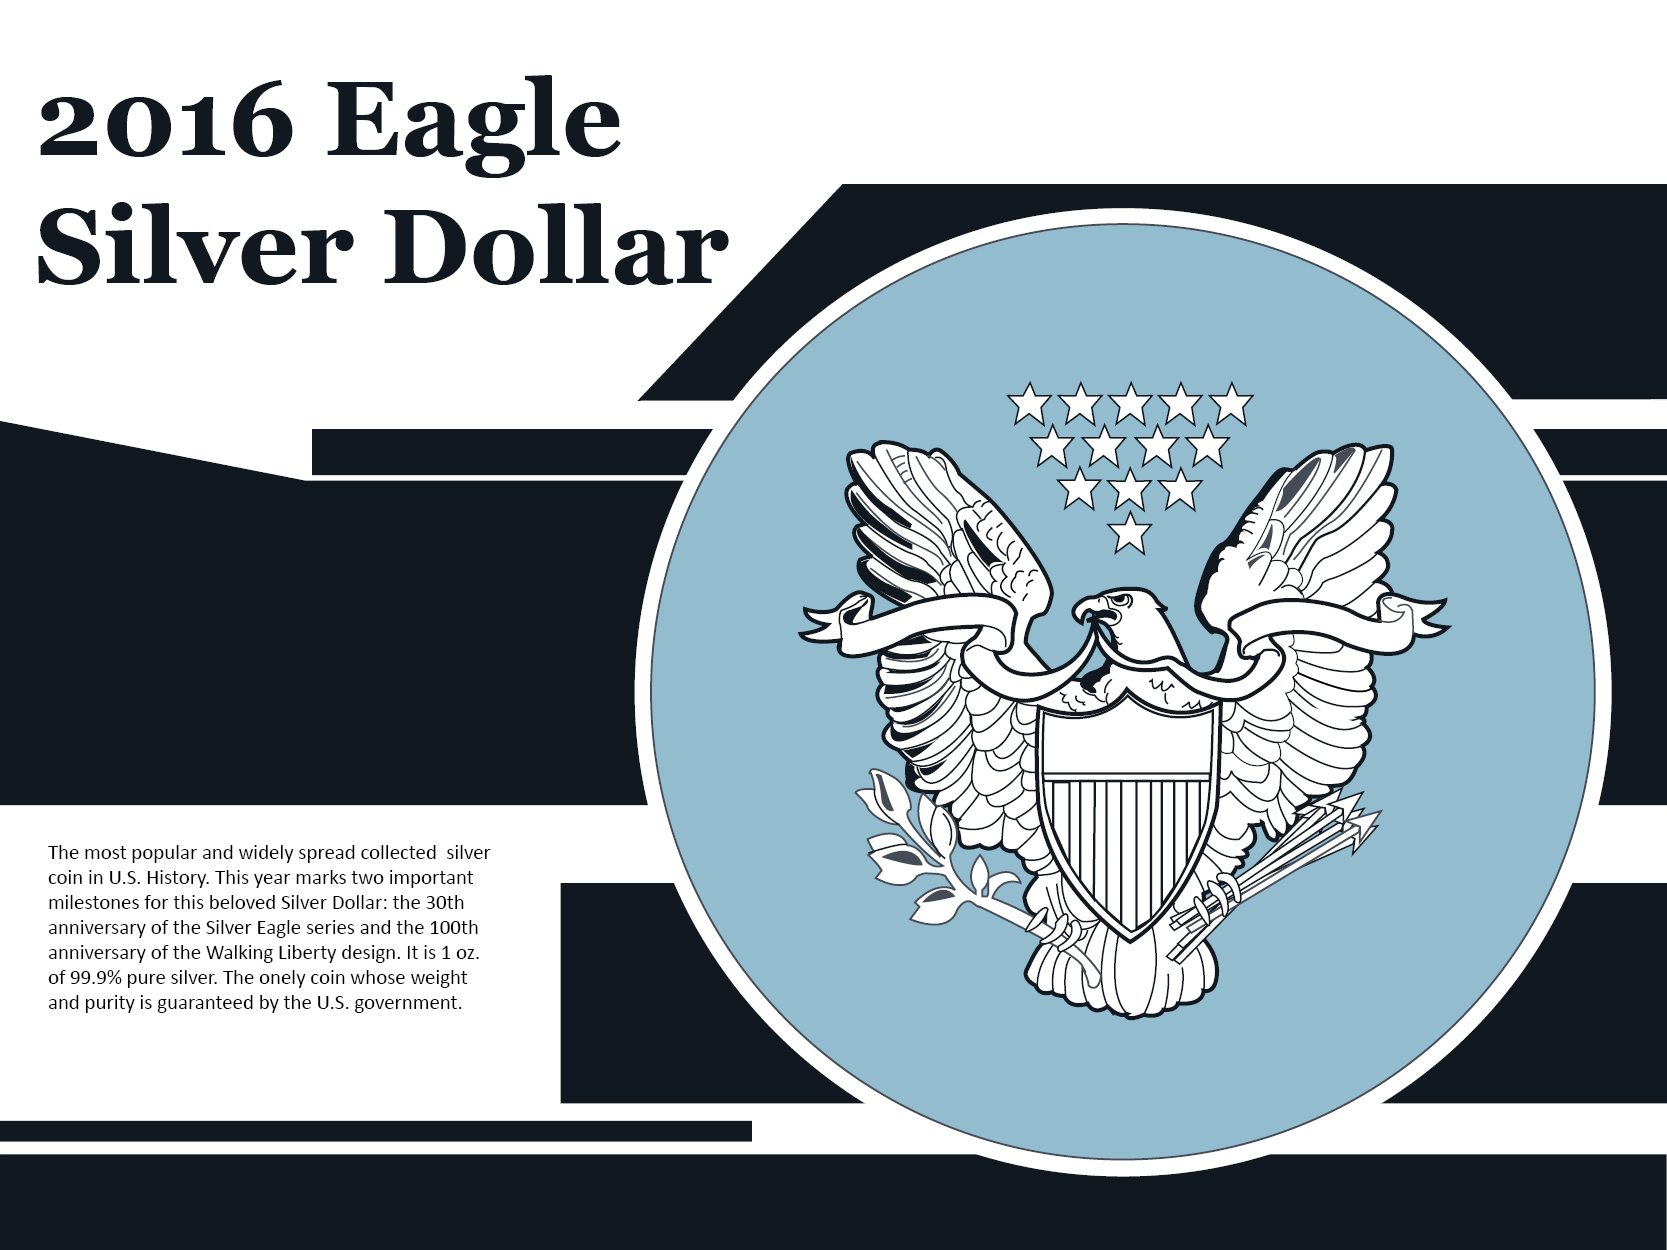 2016 Eagle
Silver Dollar
The most popular and widely spread collected  silver
coin in U.S. History. This year marks two important
milestones for this beloved Silver Dollar: the 30th
anniversary of the Silver Eagle series and the 100th
anniversary of the Walking Liberty design. It is 1 oz.
of 99.9% pure silver. The onely coin whose weight
and purity is guaranteed by the U.S. government.